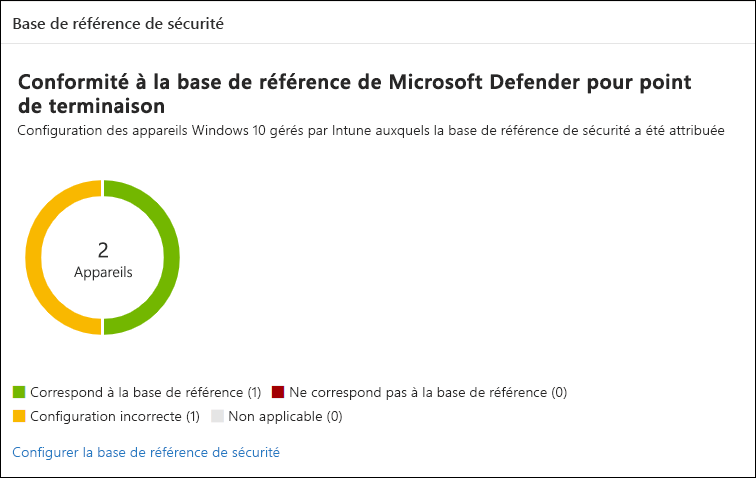 Base de référence de sécurité
Conformité à la base de référence de Microsoft Defender pour point
de terminaison
Configuration des appareils Windows 10 gérés par Intune auxquels la base de référence de sécurité a été attribuée
2
Appareils
Correspond à la base de référence (1) Ne correspond pas à la base de référence (0)
Configuration incorrecte (1) Non applicable (0)
Configurer la base de référence de sécurité